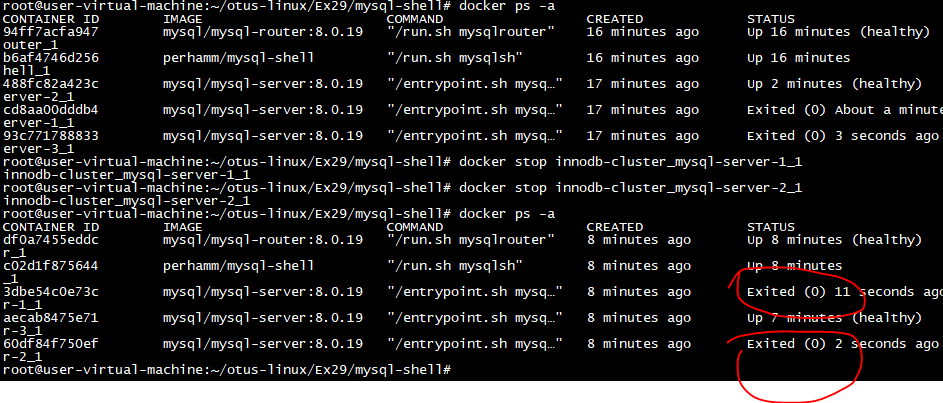 root@user-virtual-machine:~/otus-linux/Ex29/mysql-shell# docker ps -a
CONTAINER ID IMAGE COMMAND CREATED STATUS
94ff7acfa947 mysql/mysql-router:8.0.19 "/run.sh mysqlrouter" 16 minutes ago Up 16 minutes (healthy)
outer_1
b6af4746d256 perhamm/mysql-shell "/run.sh mysqlsh" 16 minutes ago Up 16 minutes
hell_1
488fc82a423c mysql/mysql-server:8.0.19 "/entrypoint.sh mysq…" 17 minutes ago Up 2 minutes (healthy)
erver-2_1
cd8aa00dddb4 mysql/mysql-server:8.0.19 "/entrypoint.sh mysq…" 17 minutes ago Exited (0) About a minute
erver-1_1
93c771788833 mysql/mysql-server:8.0.19 "/entrypoint.sh mysq…" 17 minutes ago Exited (0) 3 seconds ago
erver-3_1
root@user-virtual-machine:~/otus-linux/Ex29/mysql-shell# docker stop innodb-cluster_mysql-server-1_1
innodb-cluster_mysql-server-1_1
root@user-virtual-machine:~/otus-linux/Ex29/mysql-shell# docker stop innodb-cluster_mysql-server-2_1
innodb-cluster_mysql-server-2_1
root@user-virtual-machine:~/otus-linux/Ex29/mysql-shell# docker ps -a
CONTAINER ID IMAGE COMMAND CREATED STATUS
df0a7455eddc mysql/mysql-router:8.0.19 "/run.sh mysqlrouter" 8 minutes ago Up 8 minutes (healthy)
r_1
c02d1f875644 perhamm/mysql-shell "/run.sh mysqlsh" 8 minutes ago Up 8 minutes
_1
3dbe54c0e73c mysql/mysql-server:8.0.19 "/entrypoint.sh mysq…" 8 minutes ago Exited (0) 11 seconds ago
r-1_1
aecab8475e71 mysql/mysql-server:8.0.19 "/entrypoint.sh mysq…" 8 minutes ago Up 7 minutes (healthy)
r-3_1
60df84f750ef mysql/mysql-server:8.0.19 "/entrypoint.sh mysq…" 8 minutes ago Exited (0) 2 seconds ago
r-2_1
root@user-virtual-machine:~/otus-linux/Ex29/mysql-shell#